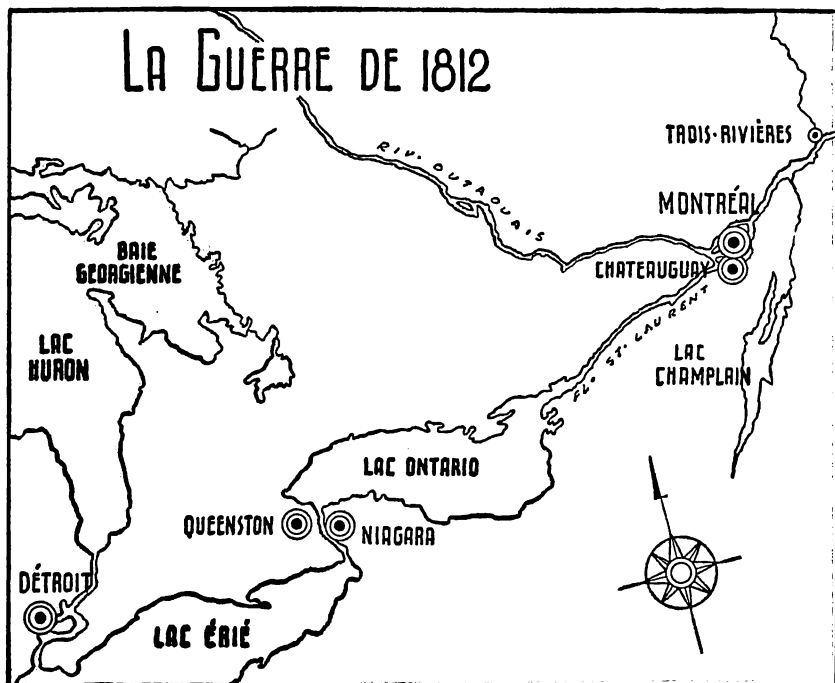 LA GUERRE DE 1812
TROIS-RIVIÈRES
RIV. OUTAOUAIS
MONTRÉAL
CHATERUGUAY
BAIE
GEORGIENNE
FL. ST. LAURENT
LAC
HURON
LAC
CHAMPLAIN
LAC ONTARIO
QUEENSTON
NIAGARA
DÉTROIT
LAC ÉRIÉ